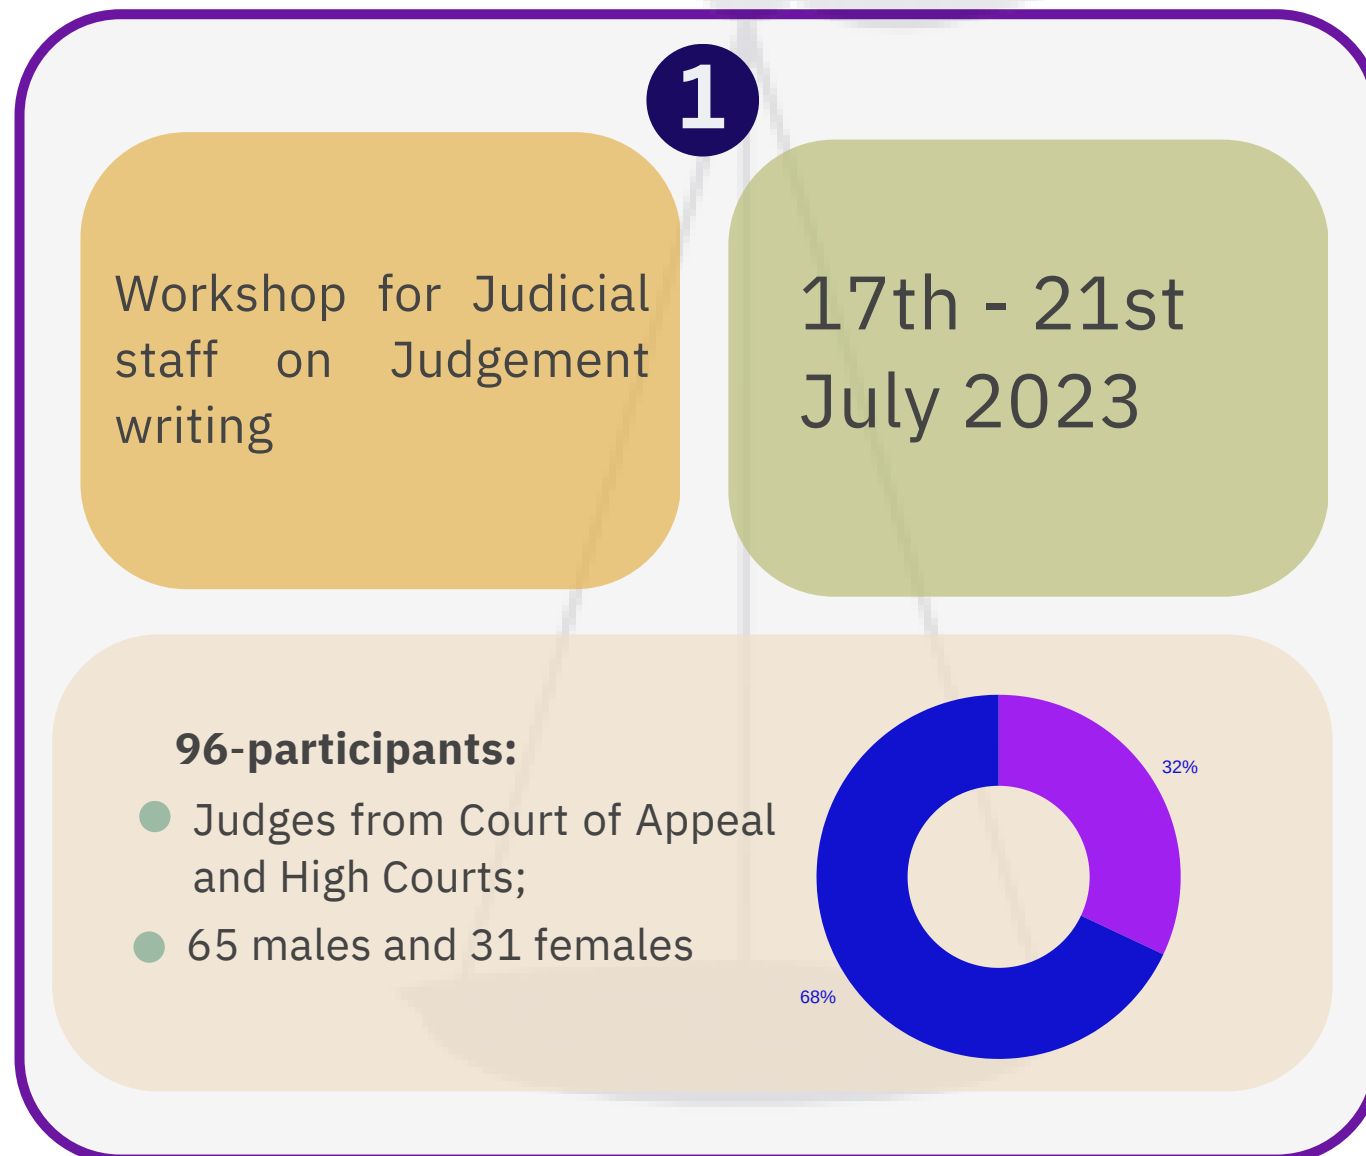 1
Workshop for Judicial
staff on Judgement
writing
17th - 21st
July 2023
96-participants:
Judges from Court of Appeal
and High Courts;
65 males and 31 females
32%
68%